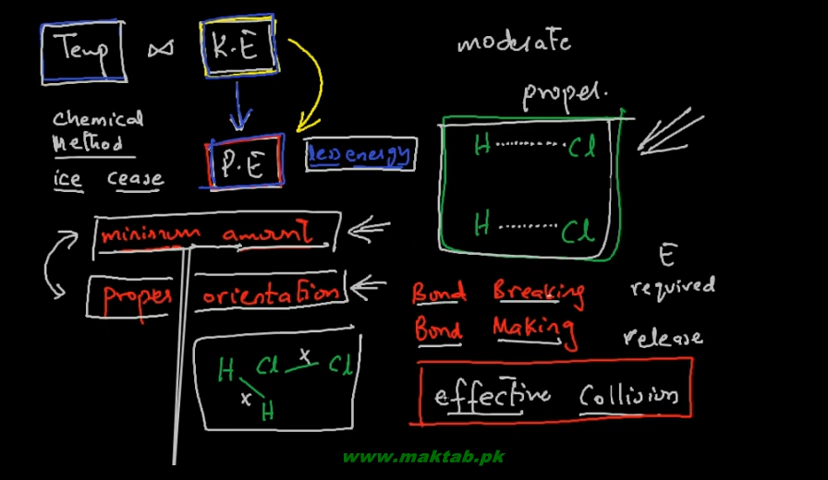 Temp ⋈ K.E
moderate
proper.
Chemical
Method
P.E
less energy
ice cease
H Cl
H Cl
minimum amount
E
required
proper orientation
Bond Breaking
Bond Making
release
H Cl x Cl
x H
effective Collision
www.maktab.pk